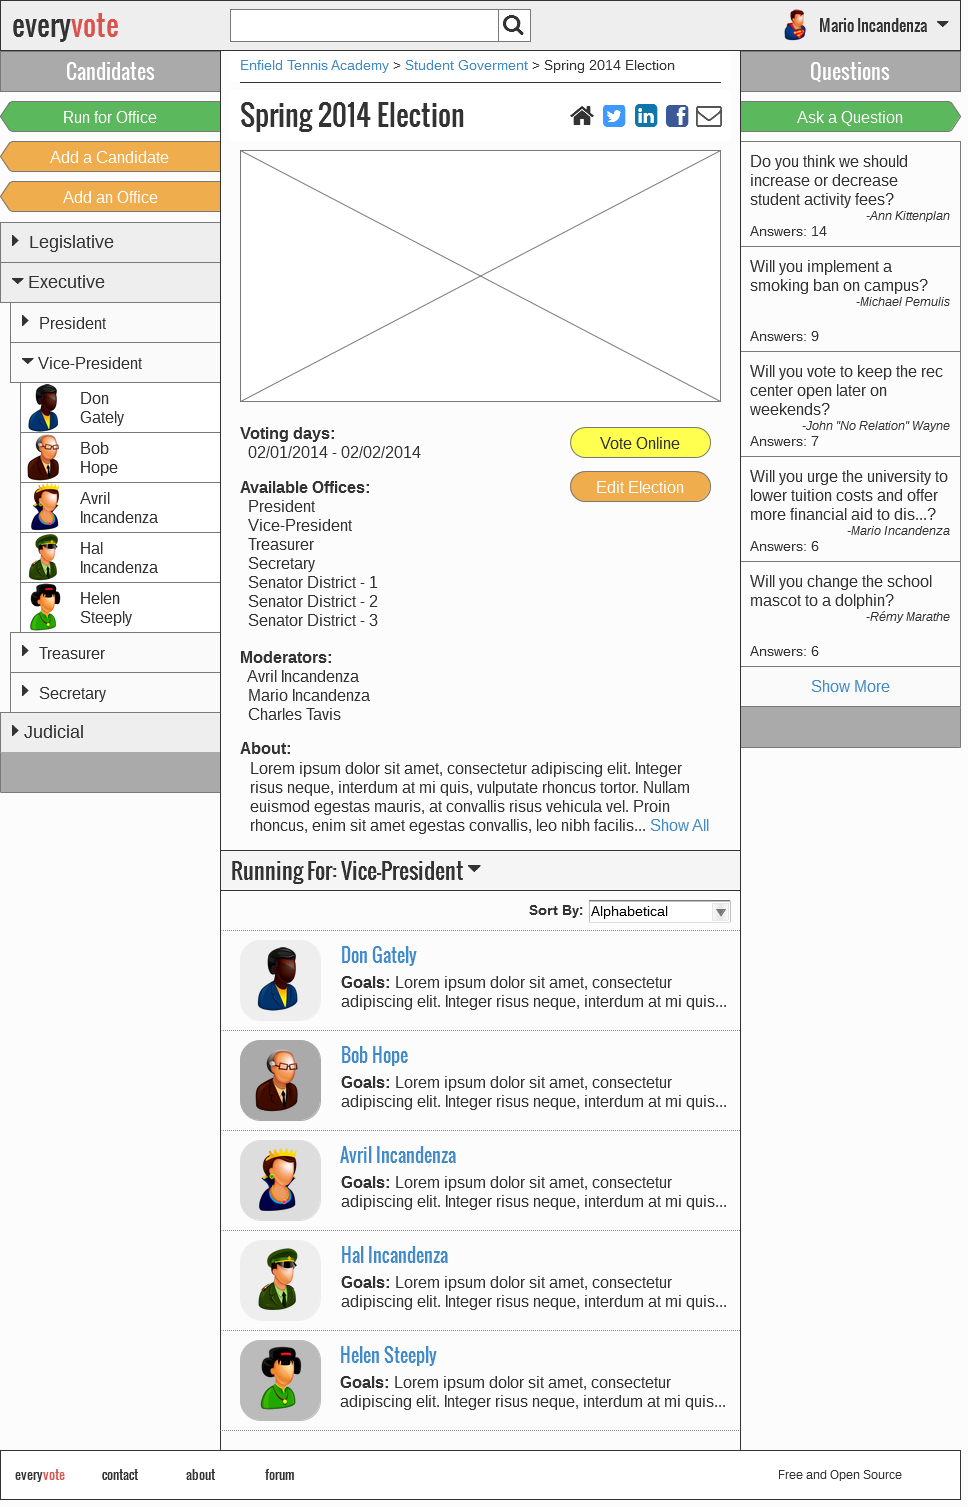 everyvote
Mario Incandenza
Candidates
Run for Office
Add a Candidate
Add an Office
Legislative
Executive
President
Vice-President
Don
Gately
Bob
Hope
Avril
Incandenza
Hal
Incandenza
Helen
Steeply
Treasurer
Secretary
Judicial
Enfield Tennis Academy > Student Goverment > Spring 2014 Election
Spring 2014 Election
Voting days:
02/01/2014 - 02/02/2014
Vote Online
Edit Election
Available Offices:
President
Vice-President
Treasurer
Secretary
Senator District - 1
Senator District - 2
Senator District - 3
Moderators:
Avril Incandenza
Mario Incandenza
Charles Tavis
About:
Lorem ipsum dolor sit amet, consectetur adipiscing elit. Integer
risus neque, interdum at mi quis, vulputate rhoncus tortor. Nullam
euismod egestas mauris, at convallis risus vehicula vel. Proin
rhoncus, enim sit amet egestas convallis, leo nibh facilis... Show All
Running For: Vice-President
Sort By: Alphabetical
Don Gately
Goals: Lorem ipsum dolor sit amet, consectetur
adipiscing elit. Integer risus neque, interdum at mi quis...
Bob Hope
Goals: Lorem ipsum dolor sit amet, consectetur
adipiscing elit. Integer risus neque, interdum at mi quis...
Avril Incandenza
Goals: Lorem ipsum dolor sit amet, consectetur
adipiscing elit. Integer risus neque, interdum at mi quis...
Hal Incandenza
Goals: Lorem ipsum dolor sit amet, consectetur
adipiscing elit. Integer risus neque, interdum at mi quis...
Helen Steeply
Goals: Lorem ipsum dolor sit amet, consectetur
adipiscing elit. Integer risus neque, interdum at mi quis...
Questions
Ask a Question
Do you think we should
increase or decrease
student activity fees?
-Ann Kittenplan
Answers: 14
Will you implement a
smoking ban on campus?
-Michael Pemulis
Answers: 9
Will you vote to keep the rec
center open later on
weekends?
-John "No Relation" Wayne
Answers: 7
Will you urge the university to
lower tuition costs and offer
more financial aid to dis...?
-Mario Incandenza
Answers: 6
Will you change the school
mascot to a dolphin?
-Rémy Marathe
Answers: 6
Show More
everyvote contact about forum Free and Open Source